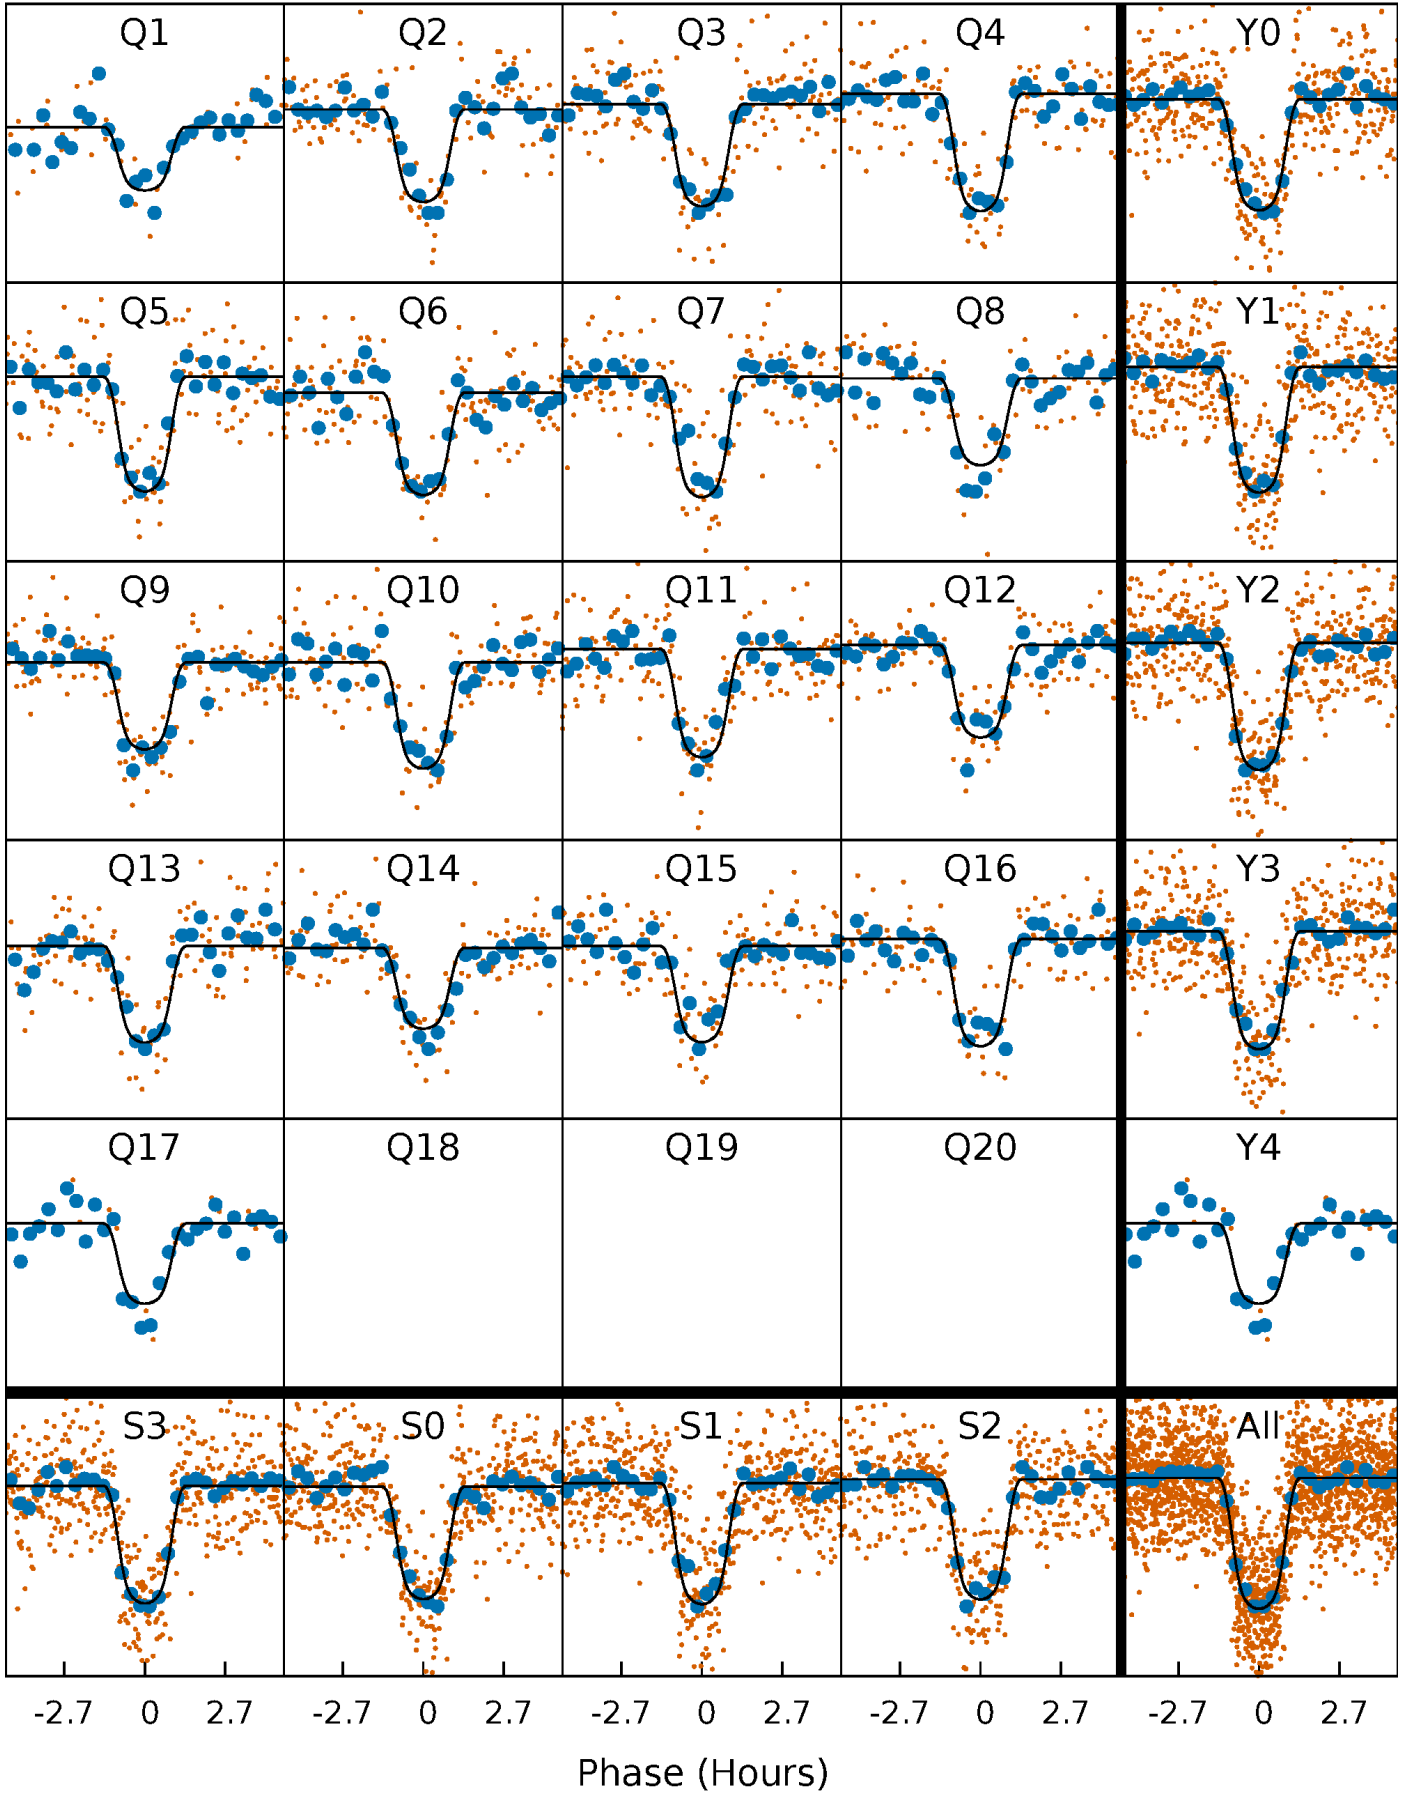 Q1 Q2 Q3 Q4 Y0
Q5 Q6 Q7 Q8 Y1
Q9 Q10 Q11 Q12 Y2
Q13 Q14 Q15 Q16 Y3
Q17 Q18 Q19 Q20 Y4
S3 S0 S1 S2 All
-2.7 0 2.7 -2.7 0 2.7 -2.7 0 2.7 -2.7 0 2.7 -2.7 0 2.7
Phase (Hours)